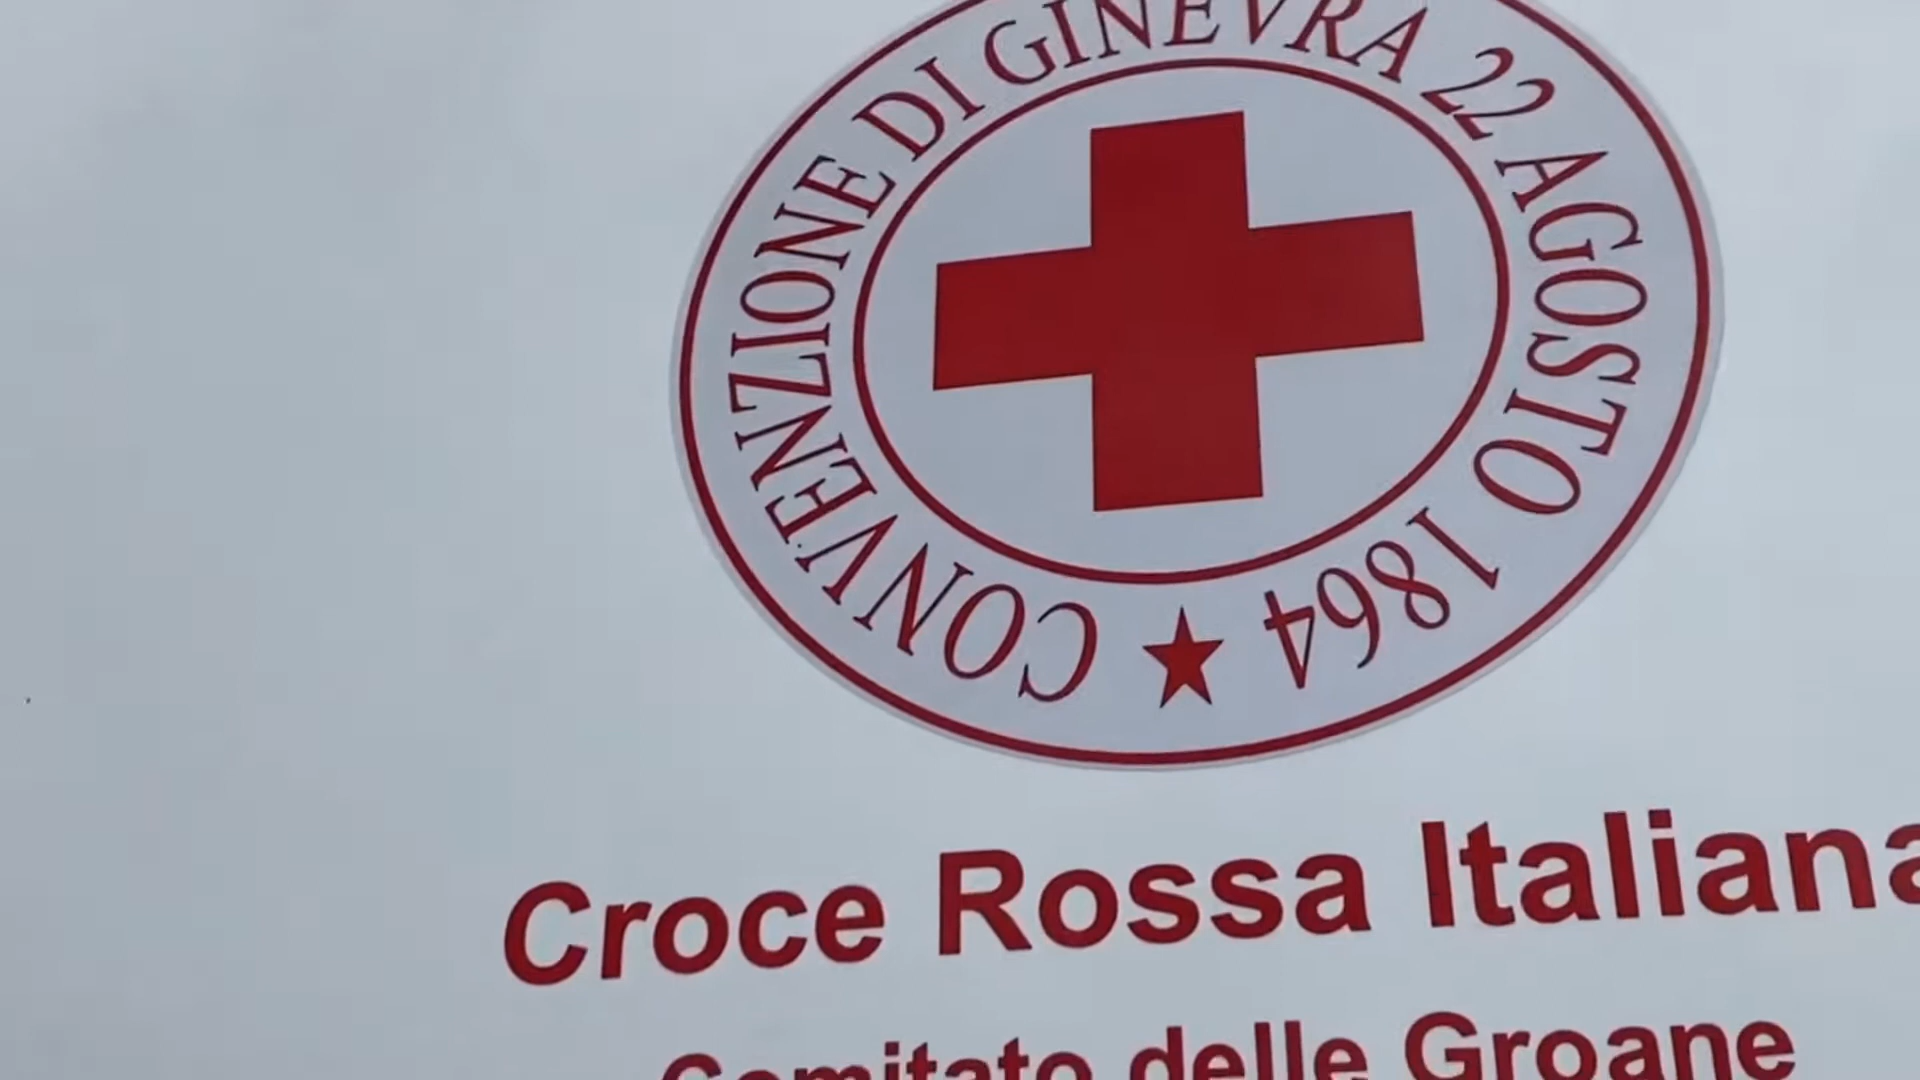 CONVENZIONE DI GINEVRA 22 AGOSTO 1864
Croce Rossa Italiana
Comitato delle Groane